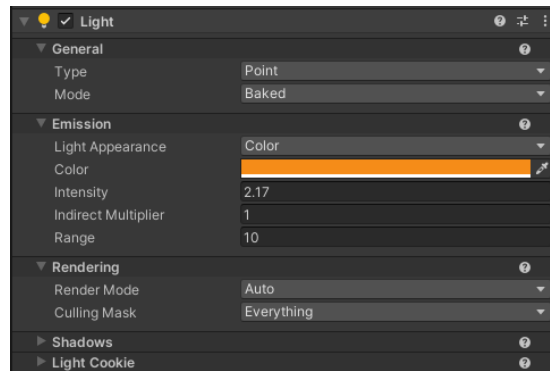 Light
General
Type Point
Mode Baked
Emission
Light Appearance Color
Color
Intensity 2.17
Indirect Multiplier 1
Range 10
Rendering
Render Mode Auto
Culling Mask Everything
Shadows
Light Cookie